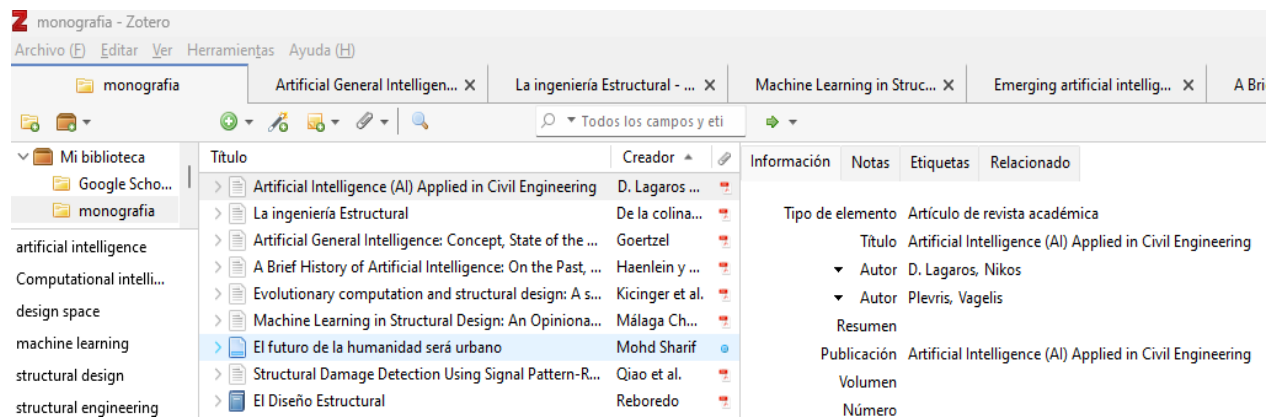 monografia - Zotero
Archivo (F) Editar Ver Herramientas Ayuda (H)
monografia
Artificial General Intelligen... X
La ingeniería Estructural - ... X
Machine Learning in Struc... X
Emerging artificial intellig... X
A Bri
Todos los campos y eti
Mi biblioteca
Google Scho...
monografia
artificial intelligence
Computational intelli...
design space
machine learning
structural design
structural engineering
Título Creador
Artificial Intelligence (AI) Applied in Civil Engineering D. Lagaros ...
La ingeniería Estructural De la colina...
Artificial General Intelligence: Concept, State of the ... Goertzel
A Brief History of Artificial Intelligence: On the Past, ... Haenlein y ...
Evolutionary computation and structural design: A s... Kicinger et al.
Machine Learning in Structural Design: An Opiniona... Málaga Ch...
El futuro de la humanidad será urbano Mohd Sharif
Structural Damage Detection Using Signal Pattern-R... Qiao et al.
El Diseño Estructural Reboredo
Información Notas Etiquetas Relacionado
Tipo de elemento Artículo de revista académica
Título Artificial Intelligence (AI) Applied in Civil Engineering
Autor D. Lagaros, Nikos
Autor Plevris, Vagelis
Resumen
Publicación Artificial Intelligence (AI) Applied in Civil Engineering
Volumen
Número